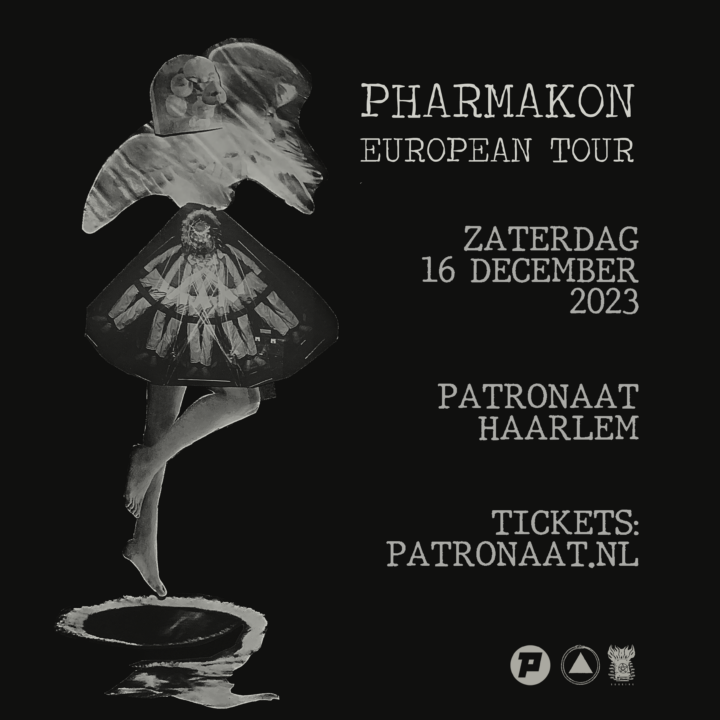 PHARMAKON
EUROPEAN TOUR
ZATERDAG
16 DECEMBER
2023
PATRONAAT
HAARLEM
TICKETS:
PATRONAAT.NL
P